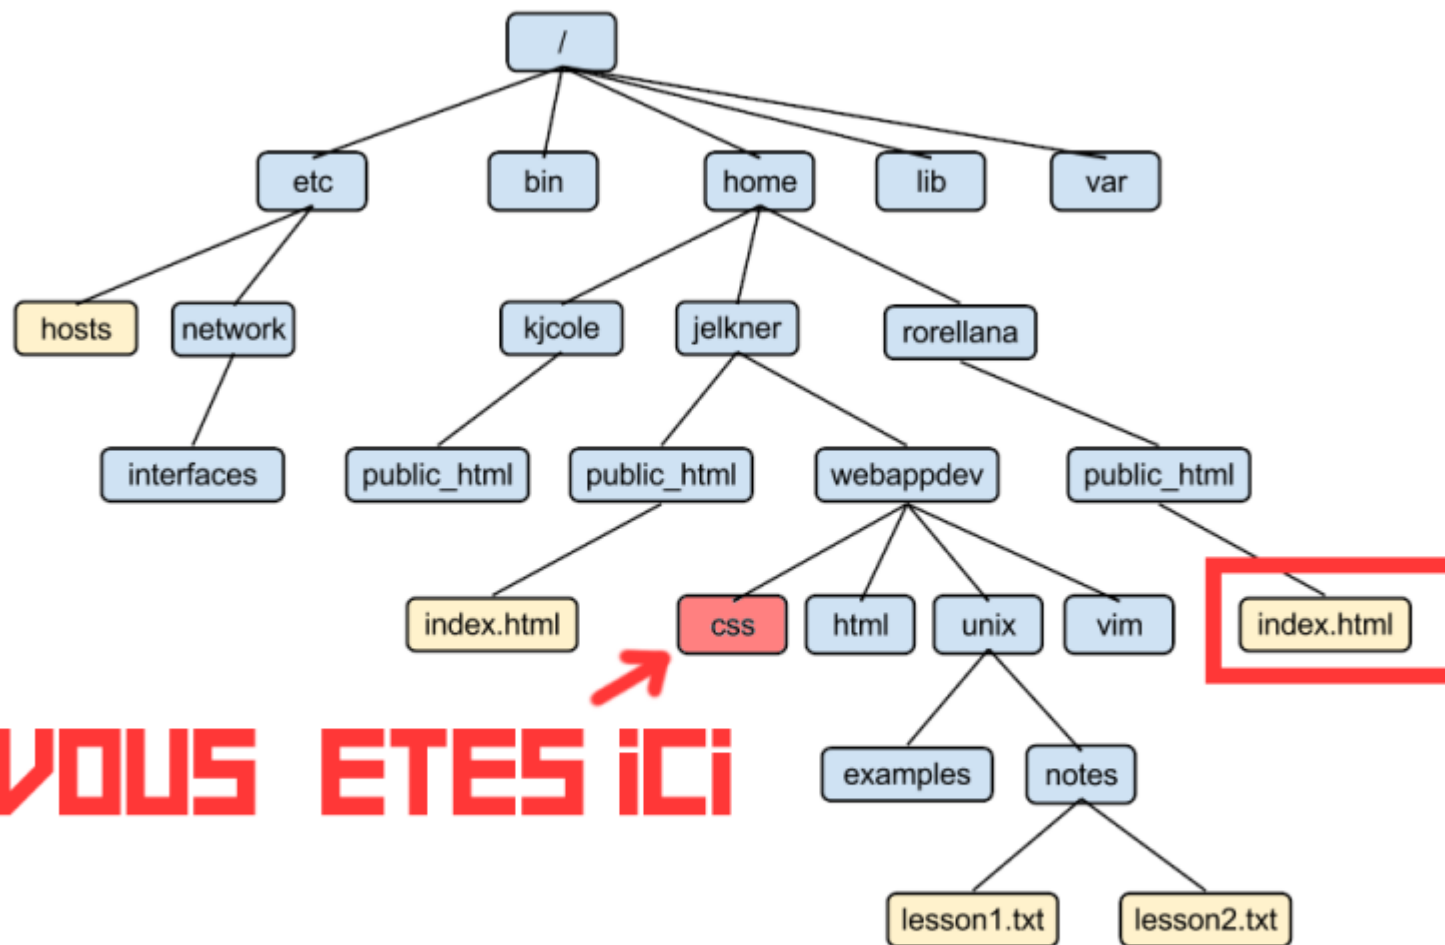 /
etc bin home lib var
hosts network kjcole jelkner rorellana
interfaces public_html public_html webappdev public_html
index.html css html unix vim index.html
VOUS ETES iCi
examples notes
lesson1.txt lesson2.txt